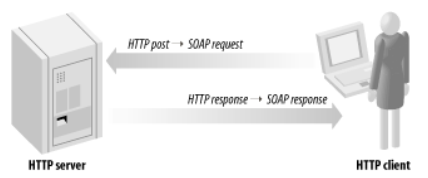 HTTP post → SOAP request
HTTP response → SOAP response
HTTP server
HTTP client